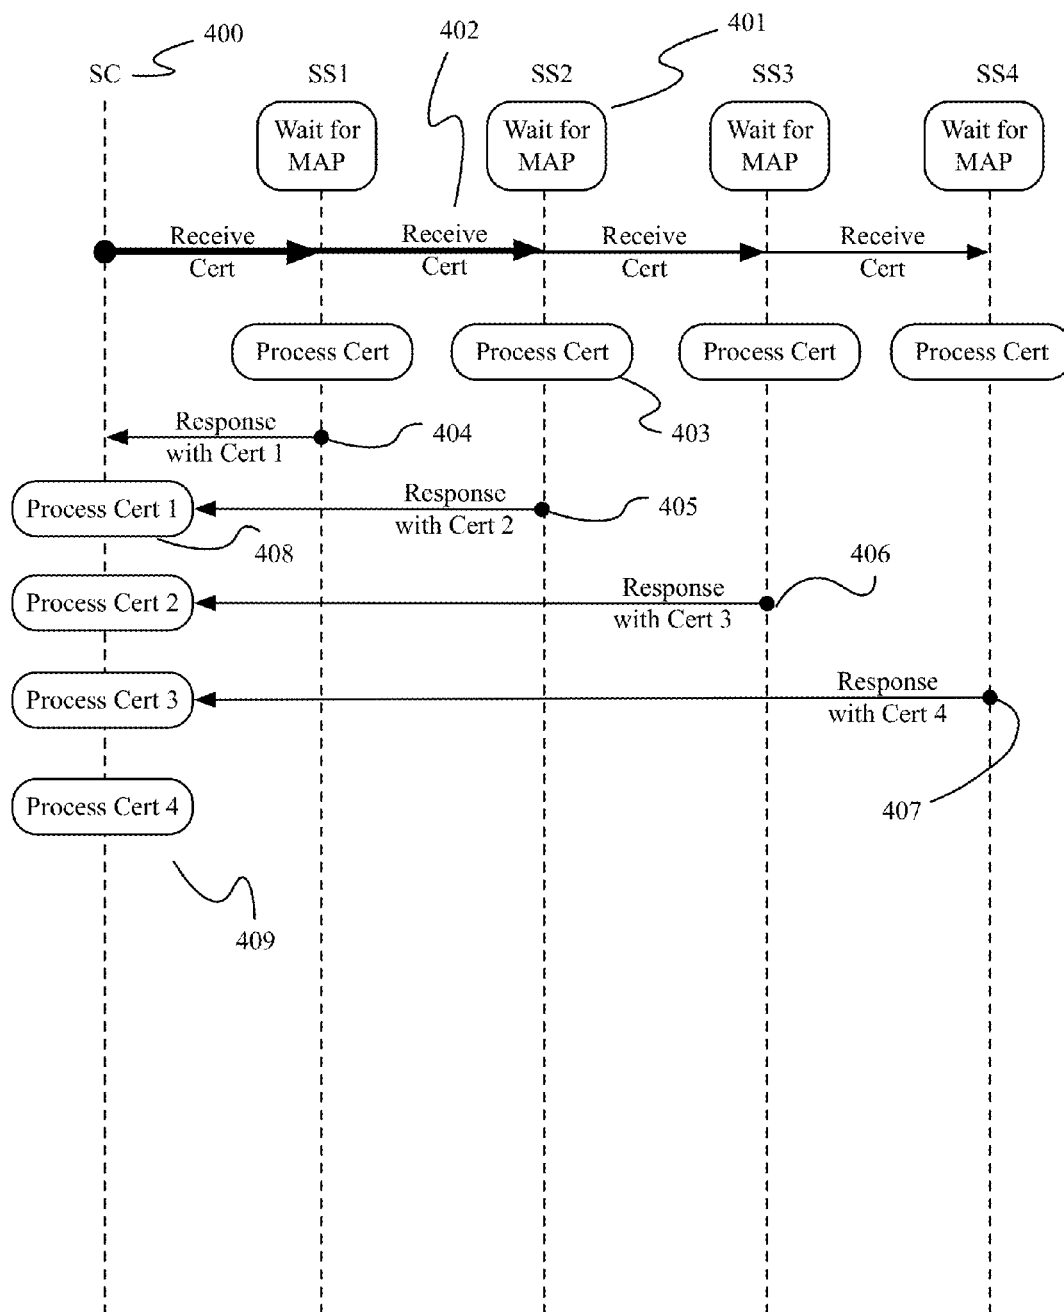 400
402
401
SC
SS1
SS2
SS3
SS4
Wait for
MAP
Wait for
MAP
Wait for
MAP
Wait for
MAP
Receive
Cert
Receive
Cert
Receive
Cert
Receive
Cert
Process Cert
Process Cert
Process Cert
Process Cert
403
Response
with Cert 1
404
Process Cert 1
Response
with Cert 2
405
408
406
Process Cert 2
Response
with Cert 3
Process Cert 3
Response
with Cert 4
Process Cert 4
407
409